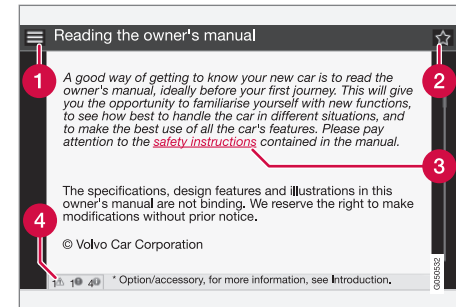 Reading the owner's manual
1
2
A good way of getting to know your new car is to read the
owner's manual, ideally before your first journey. This will give
you the opportunity to familiarise yourself with new functions,
to see how best to handle the car in different situations, and
to make the best use of all the car's features. Please pay
attention to the safety instructions contained in the manual.
3
The specifications, design features and illustrations in this
owner's manual are not binding. We reserve the right to make
modifications without prior notice.
4
© Volvo Car Corporation
1 1 4 * Option/accessory, for more information, see Introduction.
G050532